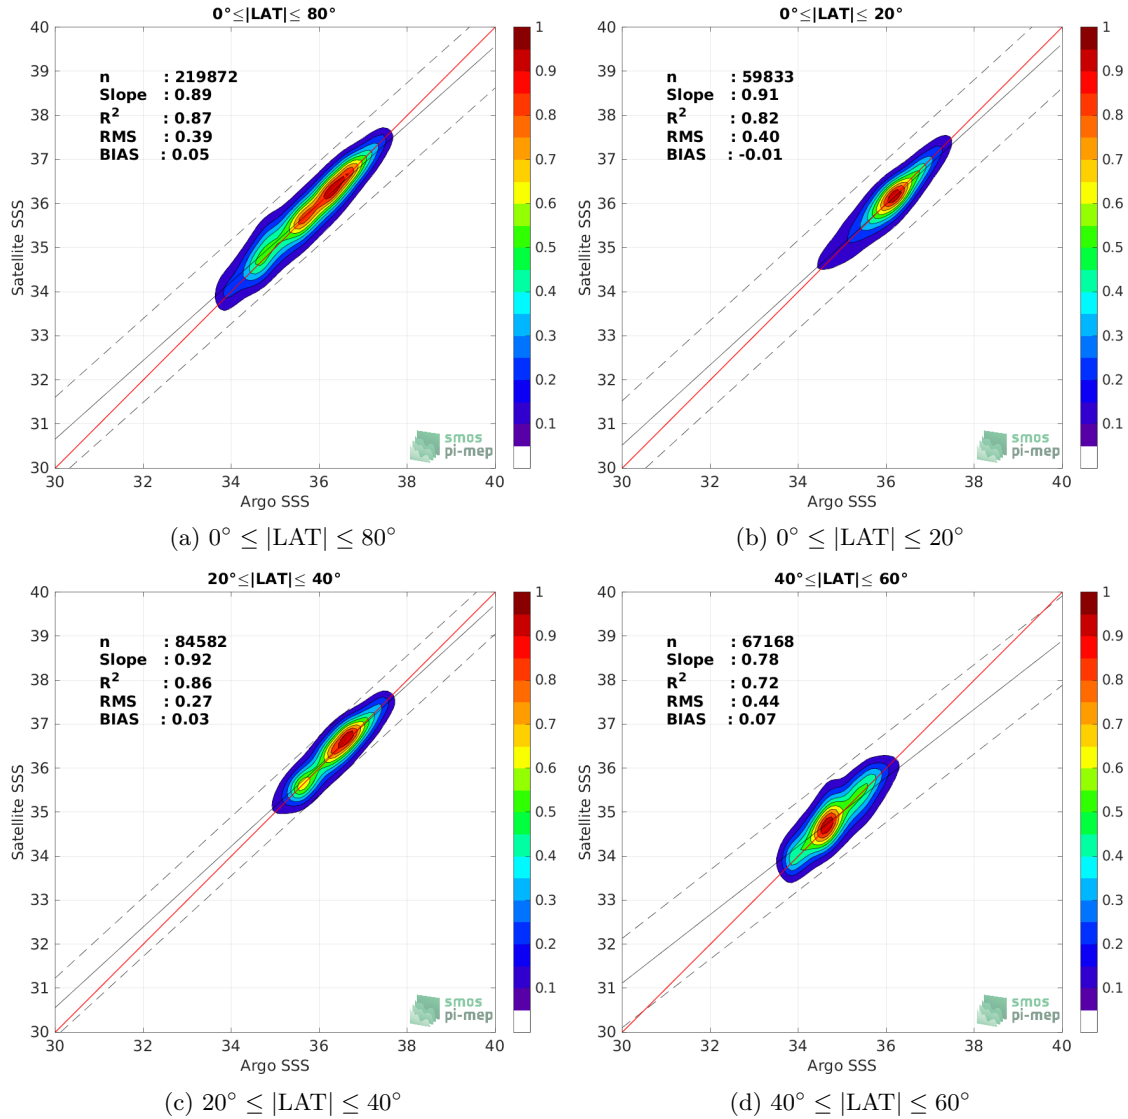 0°≤|LAT|≤ 80°
40
39
38
37
36
35
34
33
32
31
30
Satellite SSS
n : 219872
Slope : 0.89
R² : 0.87
RMS : 0.39
BIAS : 0.05
smos
pi-mep
30 32 34 36 38 40
Argo SSS
1
0.9
0.8
0.7
0.6
0.5
0.4
0.3
0.2
0.1
(a) 0° ≤ |LAT| ≤ 80°
0°≤|LAT|≤ 20°
40
39
38
37
36
35
34
33
32
31
30
Satellite SSS
n : 59833
Slope : 0.91
R² : 0.82
RMS : 0.40
BIAS : -0.01
smos
pi-mep
30 32 34 36 38 40
Argo SSS
1
0.9
0.8
0.7
0.6
0.5
0.4
0.3
0.2
0.1
(b) 0° ≤ |LAT| ≤ 20°
20°≤|LAT|≤ 40°
40
39
38
37
36
35
34
33
32
31
30
Satellite SSS
n : 84582
Slope : 0.92
R² : 0.86
RMS : 0.27
BIAS : 0.03
smos
pi-mep
30 32 34 36 38 40
Argo SSS
1
0.9
0.8
0.7
0.6
0.5
0.4
0.3
0.2
0.1
(c) 20° ≤ |LAT| ≤ 40°
40°≤|LAT|≤ 60°
40
39
38
37
36
35
34
33
32
31
30
Satellite SSS
n : 67168
Slope : 0.78
R² : 0.72
RMS : 0.44
BIAS : 0.07
smos
pi-mep
30 32 34 36 38 40
Argo SSS
1
0.9
0.8
0.7
0.6
0.5
0.4
0.3
0.2
0.1
(d) 40° ≤ |LAT| ≤ 60°